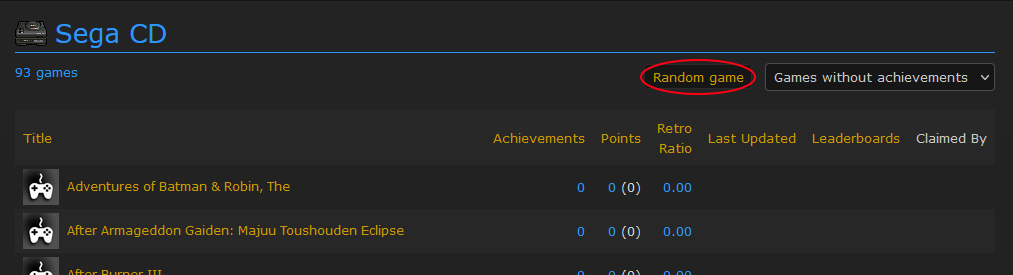 Sega CD
93 games
Random game Games without achievements
Title Achievements Points Retro Ratio Last Updated Leaderboards Claimed By
Adventures of Batman & Robin, The 0 0 (0) 0.00
After Armageddon Gaiden: Majuu Toushouden Eclipse 0 0 (0) 0.00
After Burner III 0 0 (0) 0.00